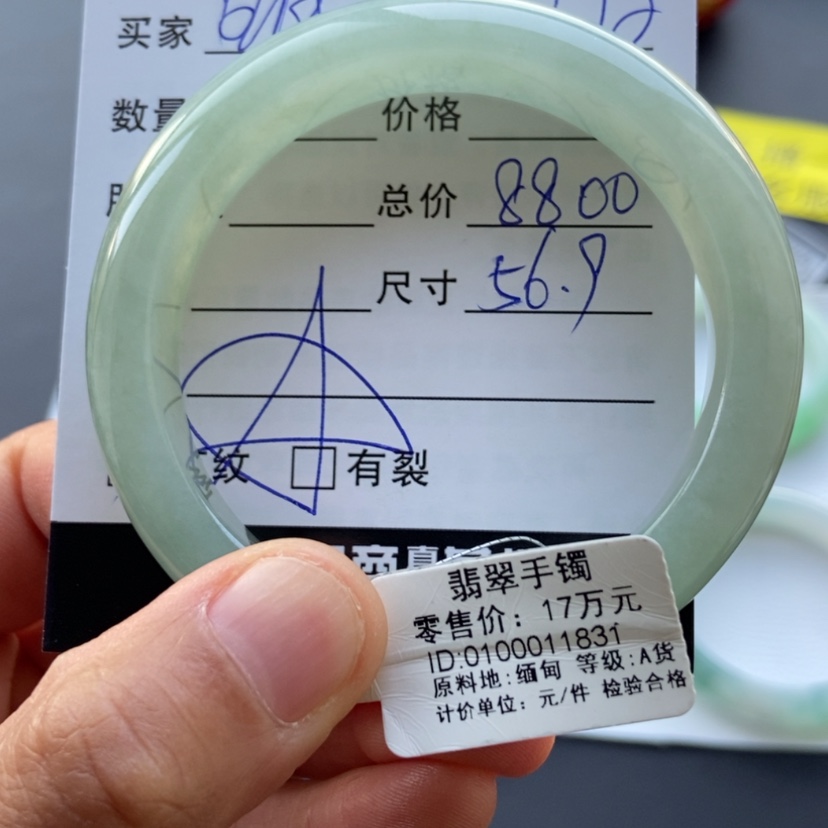 买家
数量 价格
总价 8800
尺寸 56.9
纹 □ 有裂
翡翠手镯
零售价：17万元
ID:0100011831
原料地:缅甸 等级:A货
计价单位：元/件 检验合格